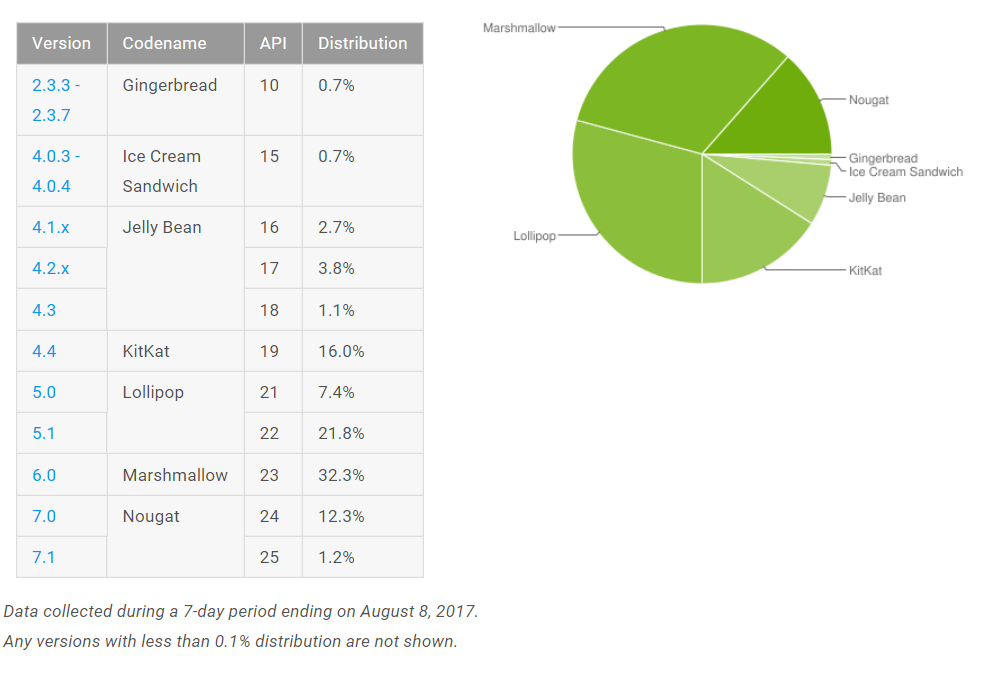 Version Codename API Distribution
2.3.3 - Gingerbread 10 0.7%
2.3.7
4.0.3 - Ice Cream 15 0.7%
4.0.4 Sandwich
4.1.x Jelly Bean 16 2.7%
4.2.x 17 3.8%
4.3 18 1.1%
4.4 KitKat 19 16.0%
5.0 Lollipop 21 7.4%
5.1 22 21.8%
6.0 Marshmallow 23 32.3%
7.0 Nougat 24 12.3%
7.1 25 1.2%
Data collected during a 7-day period ending on August 8, 2017.
Any versions with less than 0.1% distribution are not shown.
Marshmallow
Nougat
Gingerbread
Ice Cream Sandwich
Jelly Bean
Lollipop
KitKat